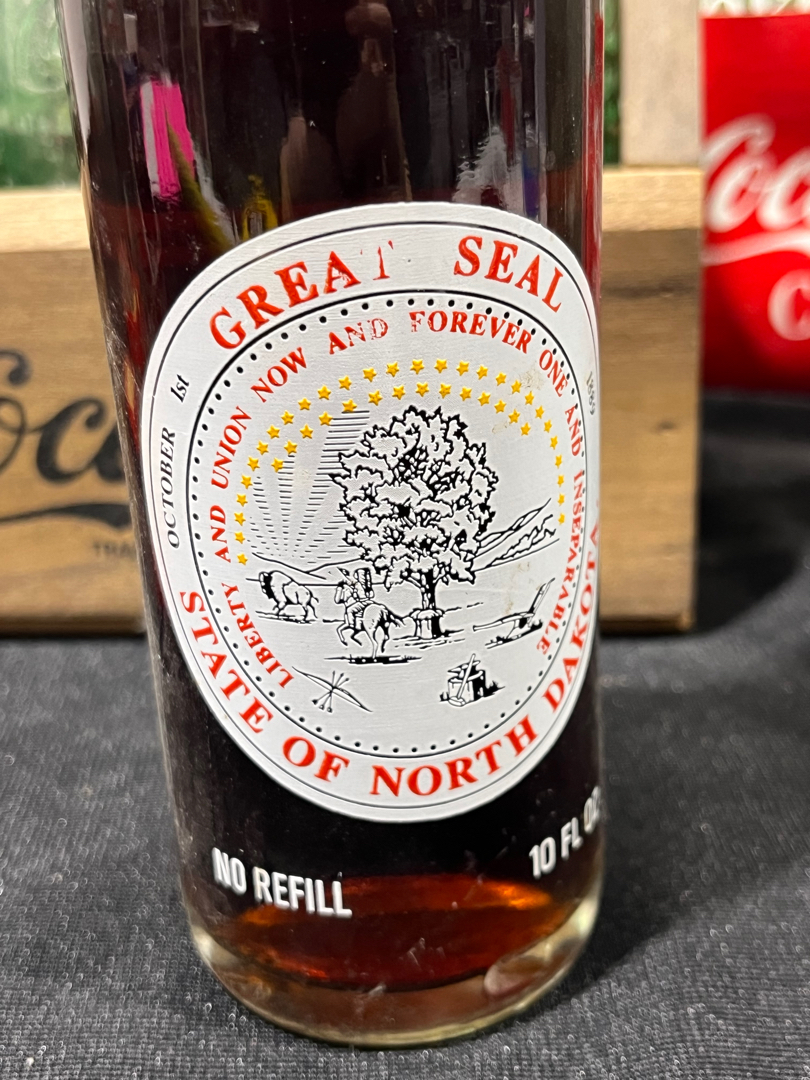 GREAT SEAL
LIBERTY AND UNION NOW AND FOREVER ONE AND INSEPARABLE
OCTOBER 1st
1889
STATE OF NORTH DAKOTA
NO REFILL
10 FL OZ